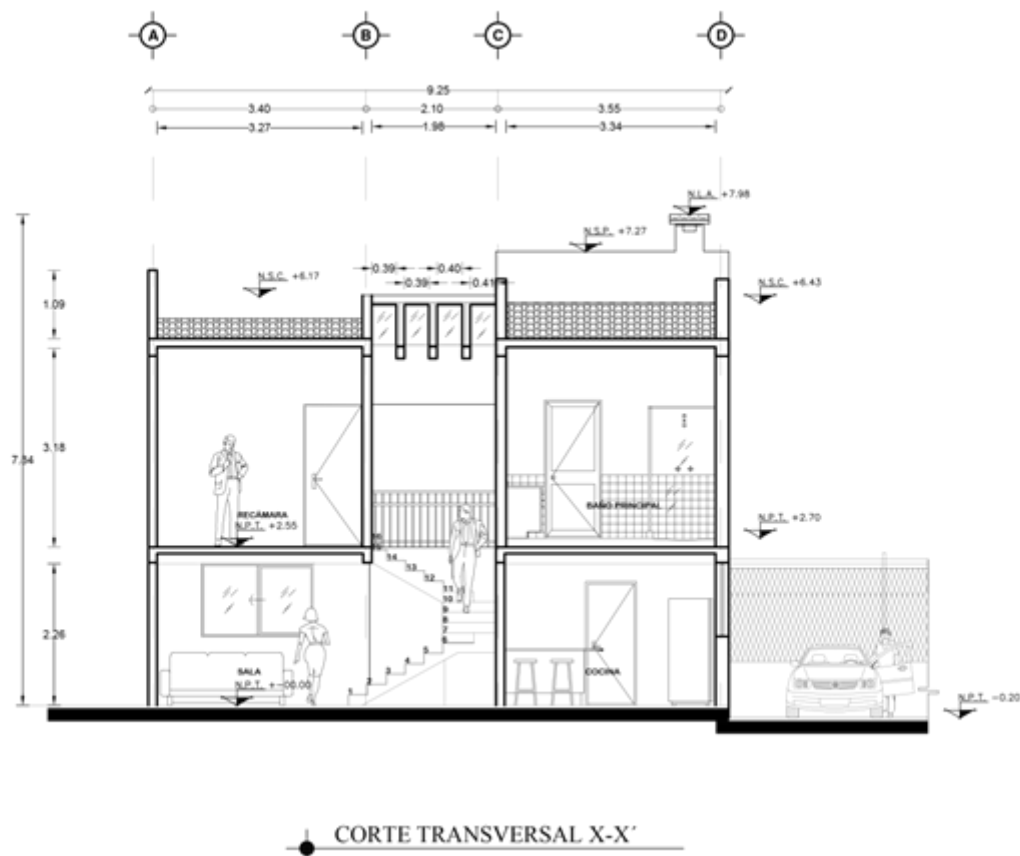 A B C D
9.25
3.40 2.10 3.55
3.27 1.98 3.34
N.L.A. +7.98
N.S.P. +7.27
0.39 0.40
N.S.C. +6.17
0.39 0.41
N.S.C. +6.43
1.09
3.18
7.84
RECÁMARA
BAÑO PRINCIPAL
N.P.T. +2.55
N.P.T. +2.70
14
13
12
11
10
9
8
7
6
5
4
3
2
1
2.26
SALA
COCINA
N.P.T. +-00.00
N.P.T. -0.20
CORTE TRANSVERSAL X-X´